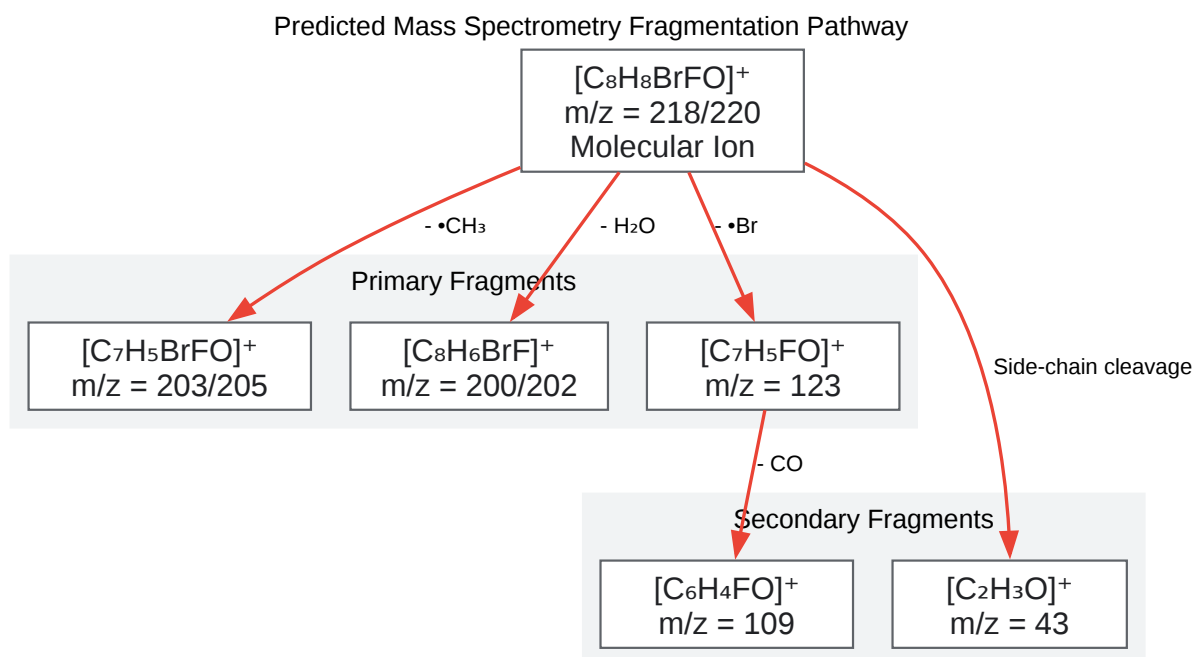 Predicted Mass Spectrometry Fragmentation Pathway
[C₈H₈BrFO]⁺
m/z = 218/220
Molecular Ion
- •CH₃
- H₂O
- •Br
Primary Fragments
[C₇H₅BrFO]⁺
m/z = 203/205
[C₈H₆BrF]⁺
m/z = 200/202
[C₇H₅FO]⁺
m/z = 123
Side-chain cleavage
- CO
Secondary Fragments
[C₆H₄FO]⁺
m/z = 109
[C₂H₃O]⁺
m/z = 43